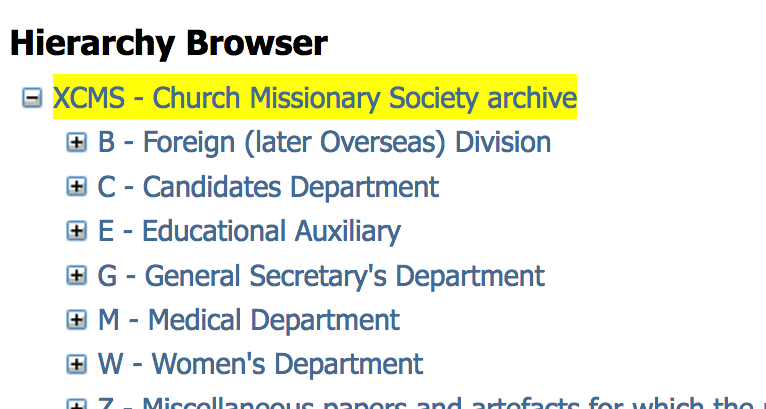 Hierarchy Browser
XCMS - Church Missionary Society archive
B - Foreign (later Overseas) Division
C - Candidates Department
E - Educational Auxiliary
G - General Secretary's Department
M - Medical Department
W - Women's Department
Z - Miscellaneous papers and artefacts for which the